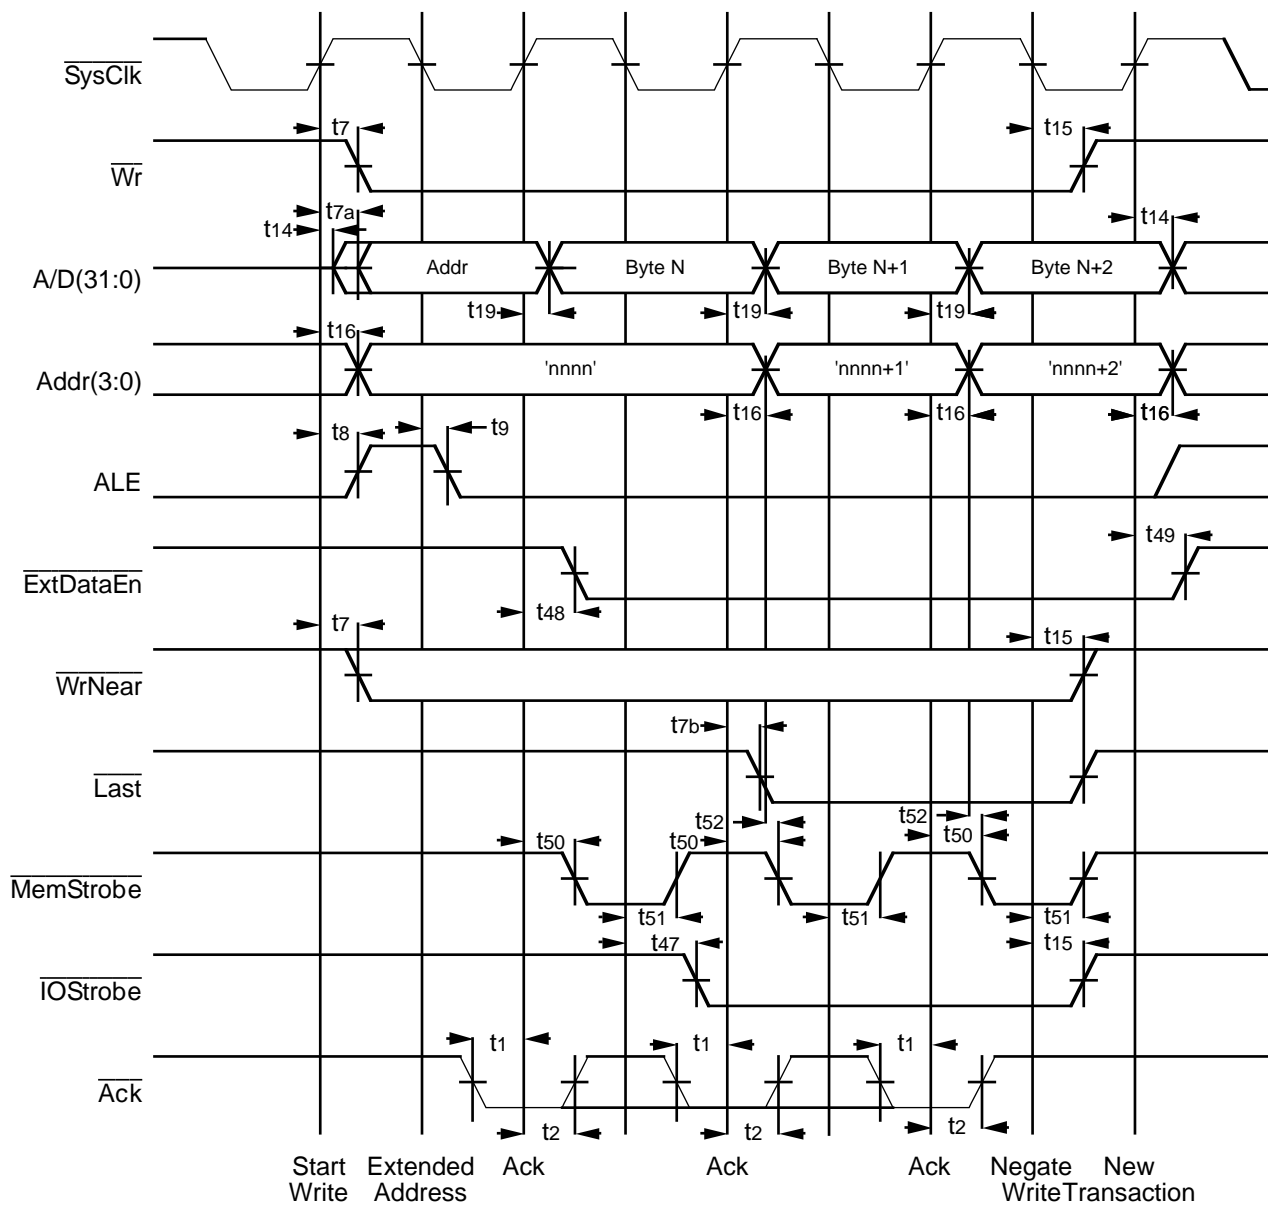 SysClk
t7
t15
Wr
t7a
t14
t14
A/D(31:0)
Addr
Byte N
Byte N+1
Byte N+2
t19
t19
t19
t16
Addr(3:0)
'nnnn'
'nnnn+1'
'nnnn+2'
t16
t16
t16
t8
t9
ALE
t49
ExtDataEn
t48
t7
t15
WrNear
t7b
Last
t52
t52
t50
t50
t50
MemStrobe
t51
t51
t51
t47
t15
IOStrobe
t1
t1
t1
Ack
t2
t2
t2
Start Extended Ack Ack Ack Negate New
Write Address Write Transaction